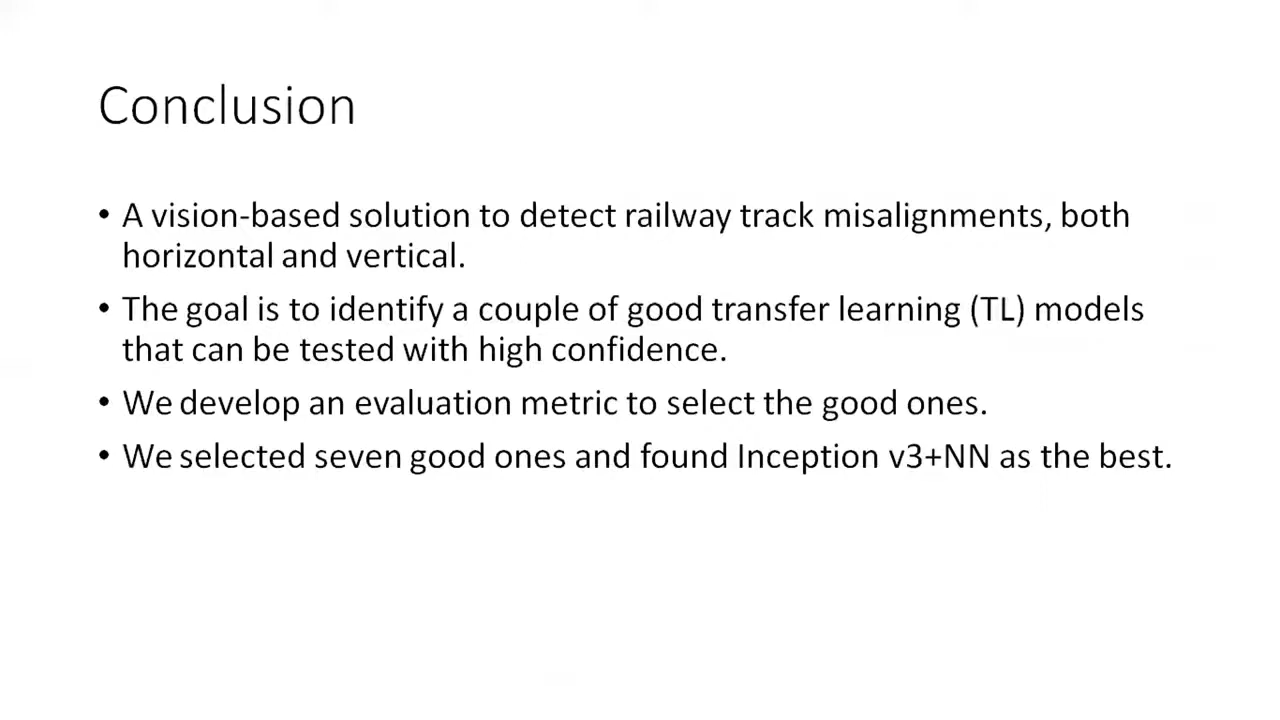 Conclusion
• A vision-based solution to detect railway track misalignments, both
horizontal and vertical.
• The goal is to identify a couple of good transfer learning (TL) models
that can be tested with high confidence.
• We develop an evaluation metric to select the good ones.
• We selected seven good ones and found Inception v3+NN as the best.